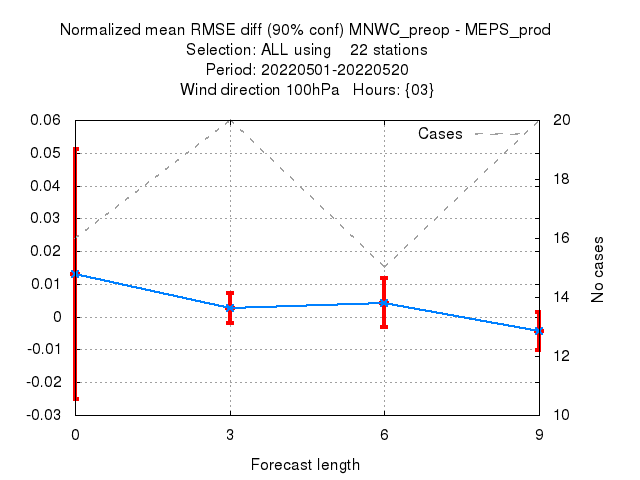 Normalized mean RMSE diff (90% conf) MNWC_preop - MEPS_prod
Selection: ALL using    22 stations
Period: 20220501-20220520
Wind direction 100hPa   Hours: {03}
Cases
0.06
0.05
0.04
0.03
0.02
0.01
0
-0.01
-0.02
-0.03
20
18
16
14
12
10
No cases
0
3
6
9
Forecast length